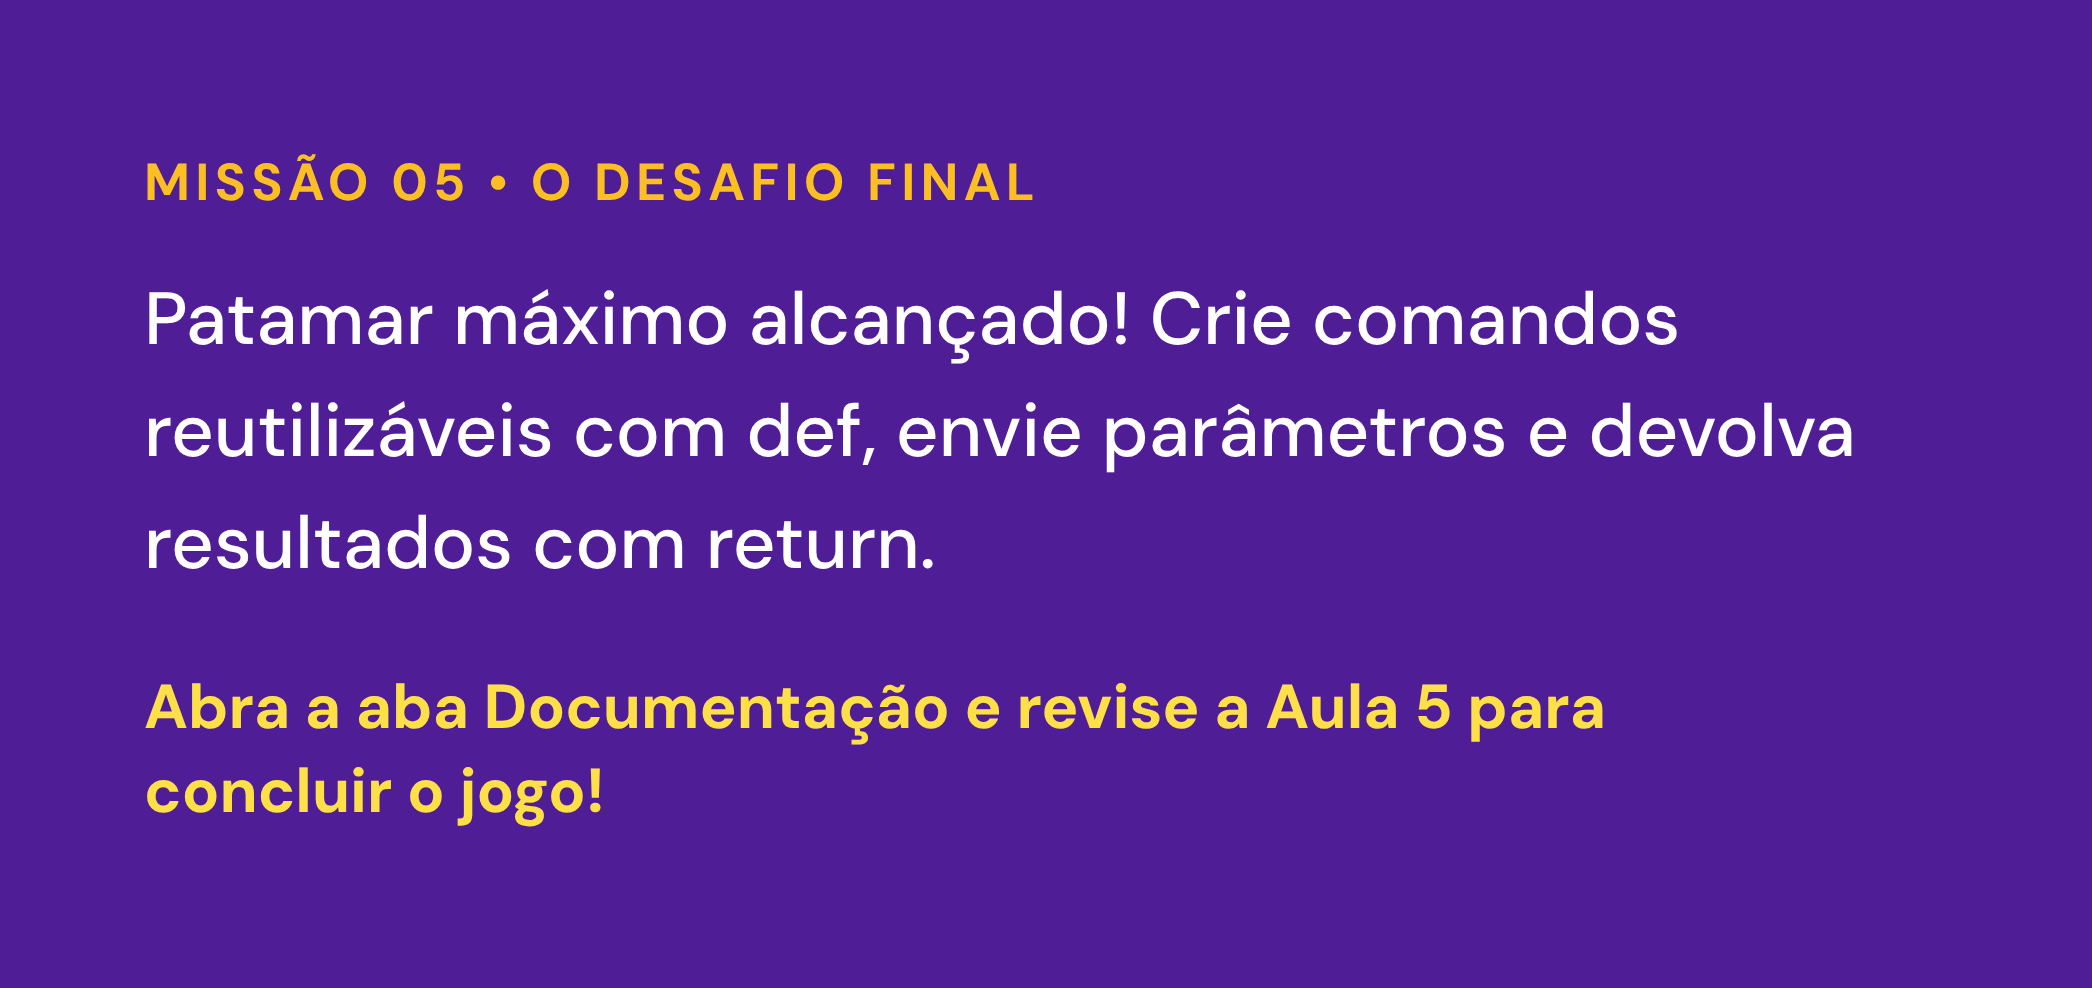 MISSÃO 05 • O DESAFIO FINAL
Patamar máximo alcançado! Crie comandos
reutilizáveis com def, envie parâmetros e devolva
resultados com return.
Abra a aba Documentação e revise a Aula 5 para
concluir o jogo!